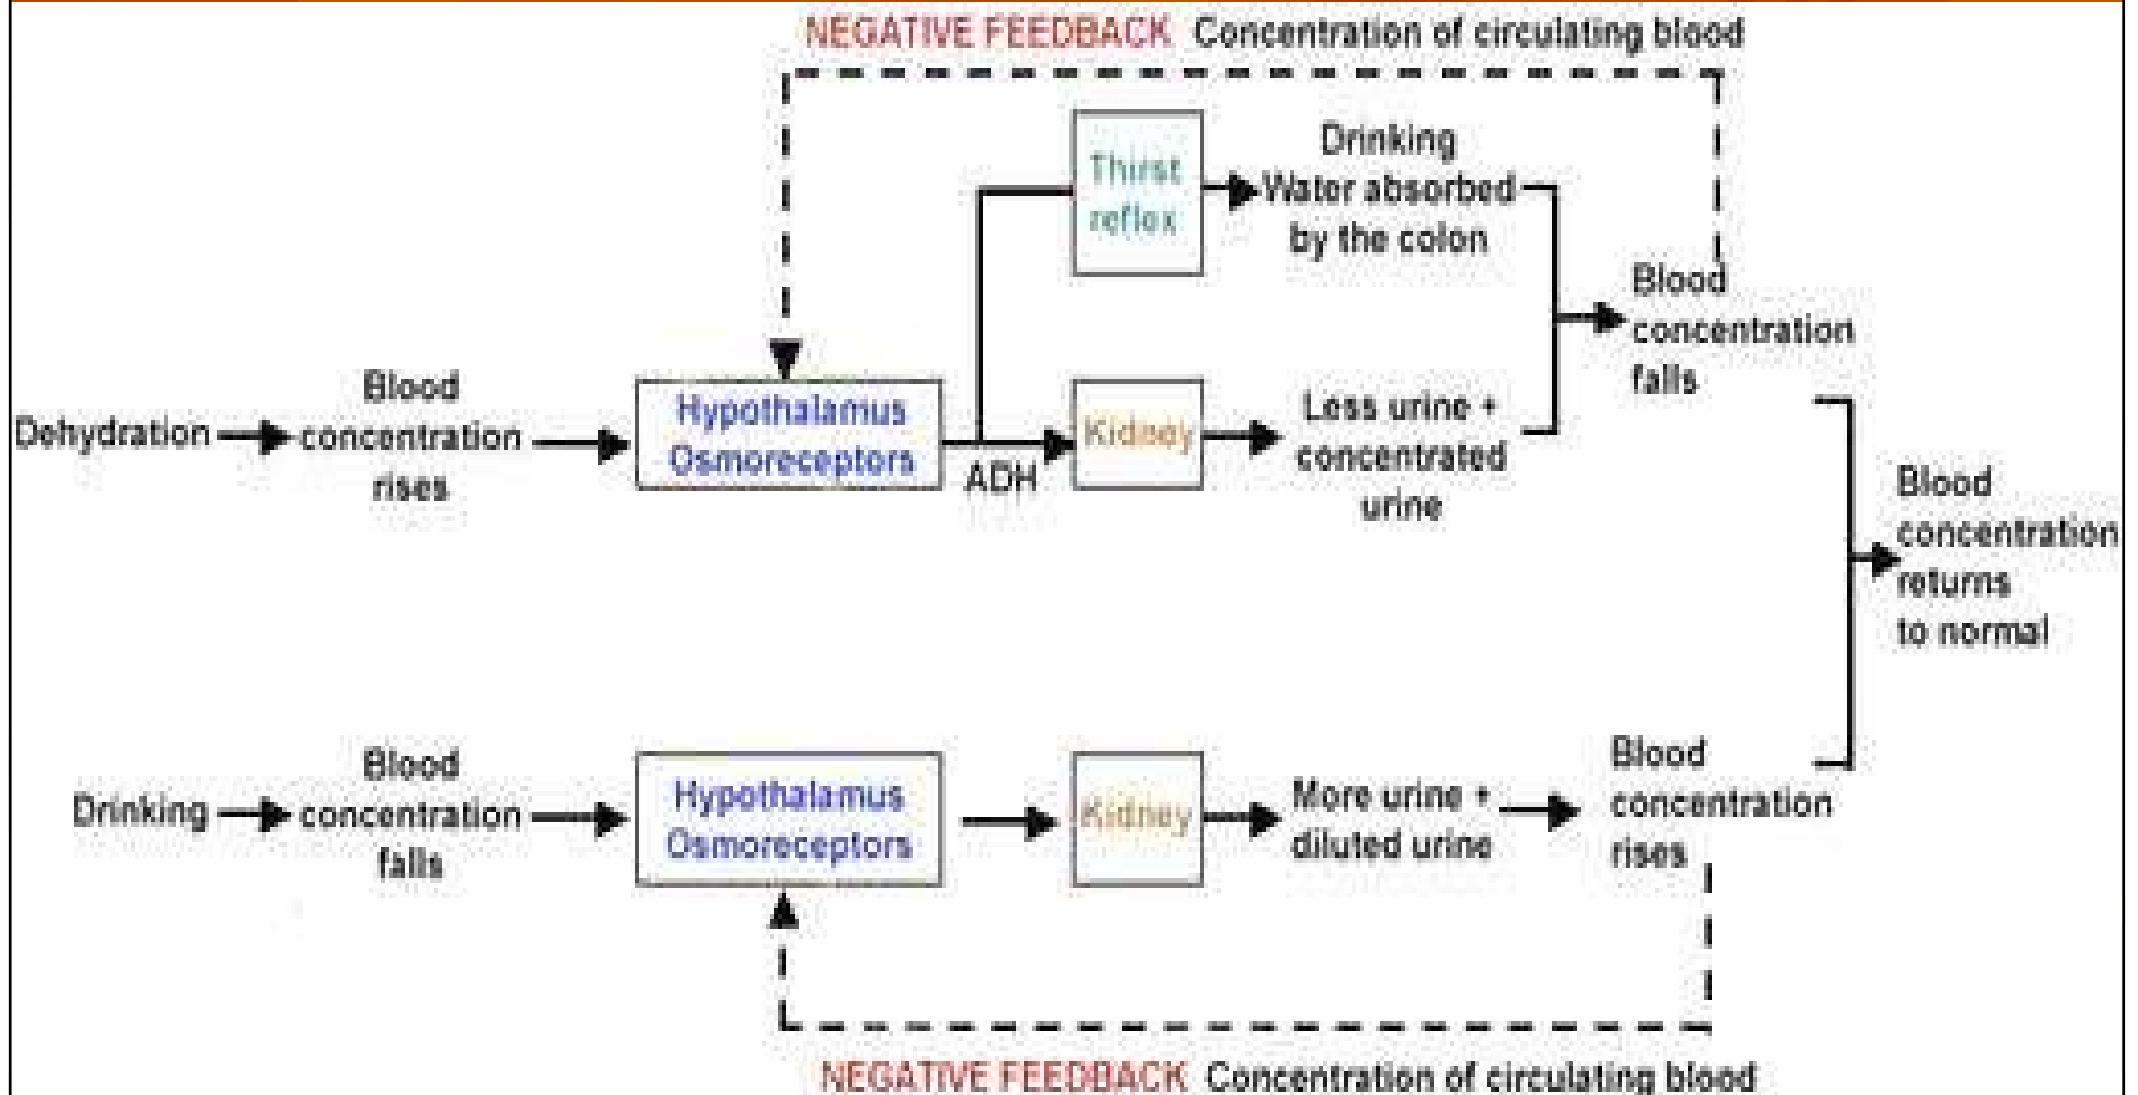 NEGATIVE FEEDBACK Concentration of circulating blood
Thirst
reflex
Drinking
Water absorbed
by the colon
Blood
concentration
falls
Dehydration
Blood
concentration
rises
Hypothalamus
Osmoreceptors
ADH
Kidney
Less urine +
concentrated
urine
Blood
concentration
returns
to normal
Drinking
Blood
concentration
falls
Hypothalamus
Osmoreceptors
Kidney
More urine +
diluted urine
Blood
concentration
rises
NEGATIVE FEEDBACK Concentration of circulating blood